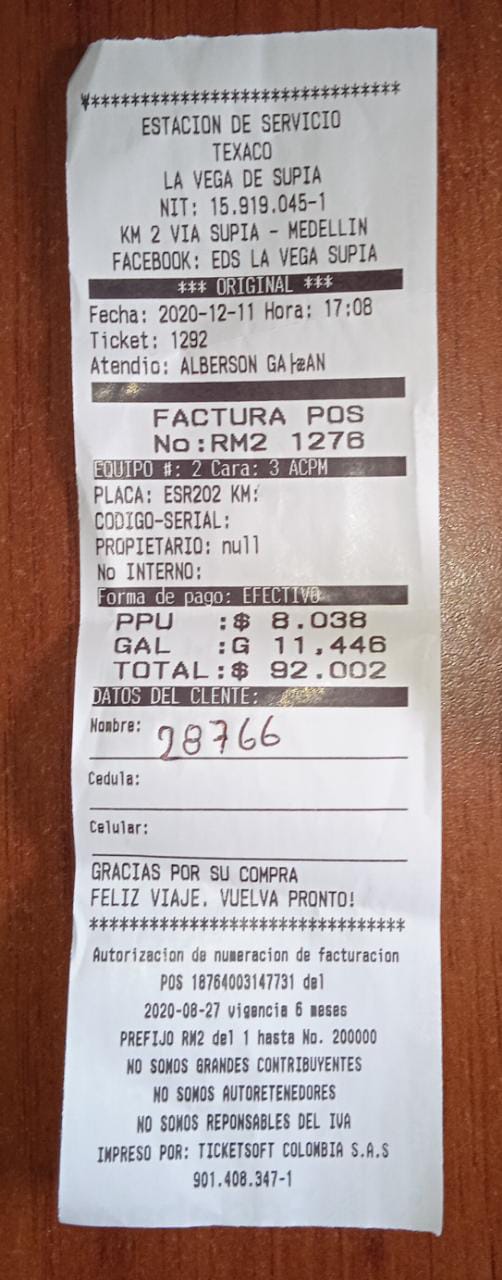 ********************************
ESTACION DE SERVICIO
TEXACO
LA VEGA DE SUPIA
NIT: 15.919.045-1
KM 2 VIA SUPIA - MEDELLIN
FACEBOOK: EDS LA VEGA SUPIA
*** ORIGINAL ***
Fecha: 2020-12-11 Hora: 17:08
Ticket: 1292
Atendio: ALBERSON
FACTURA POS
No:RM2 1276
EQUIPO #: 2 Cara: 3 ACPM
PLACA: ESR202 KM:
CODIGO-SERIAL:
PROPIETARIO: null
No INTERNO:
Forma de pago: EFECTIVO
PPU :$ 8.038
GAL :G 11,446
TOTAL:$ 92.002
DATOS DEL CLENTE:
Nombre: 28766
Cedula:
Celular:
GRACIAS POR SU COMPRA
FELIZ VIAJE. VUELVA PRONTO!
********************************
Autorizacion de numeracion de facturacion
POS 18764003147731 del
2020-08-27 vigencia 6 meses
PREFIJO RM2 del 1 hasta No. 200000
NO SOMOS GRANDES CONTRIBUYENTES
NO SOMOS AUTORETENEDORES
NO SOMOS REPONSABLES DEL IVA
IMPRESO POR: TICKETSOFT COLOMBIA S.A.S
901.408.347-1